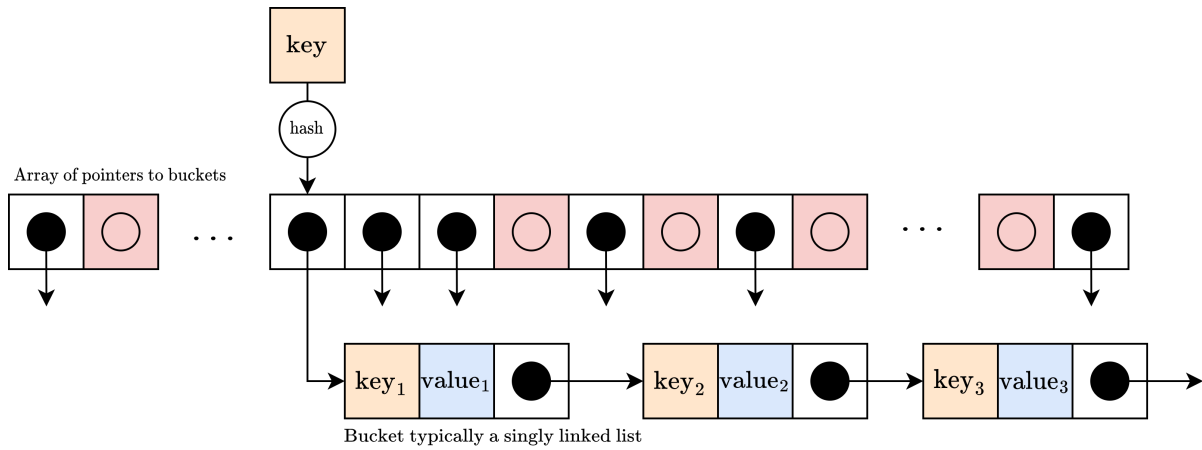 key
hash
Array of pointers to buckets
...
...
key₁ value₁ key₂ value₂ key₃ value₃
Bucket typically a singly linked list